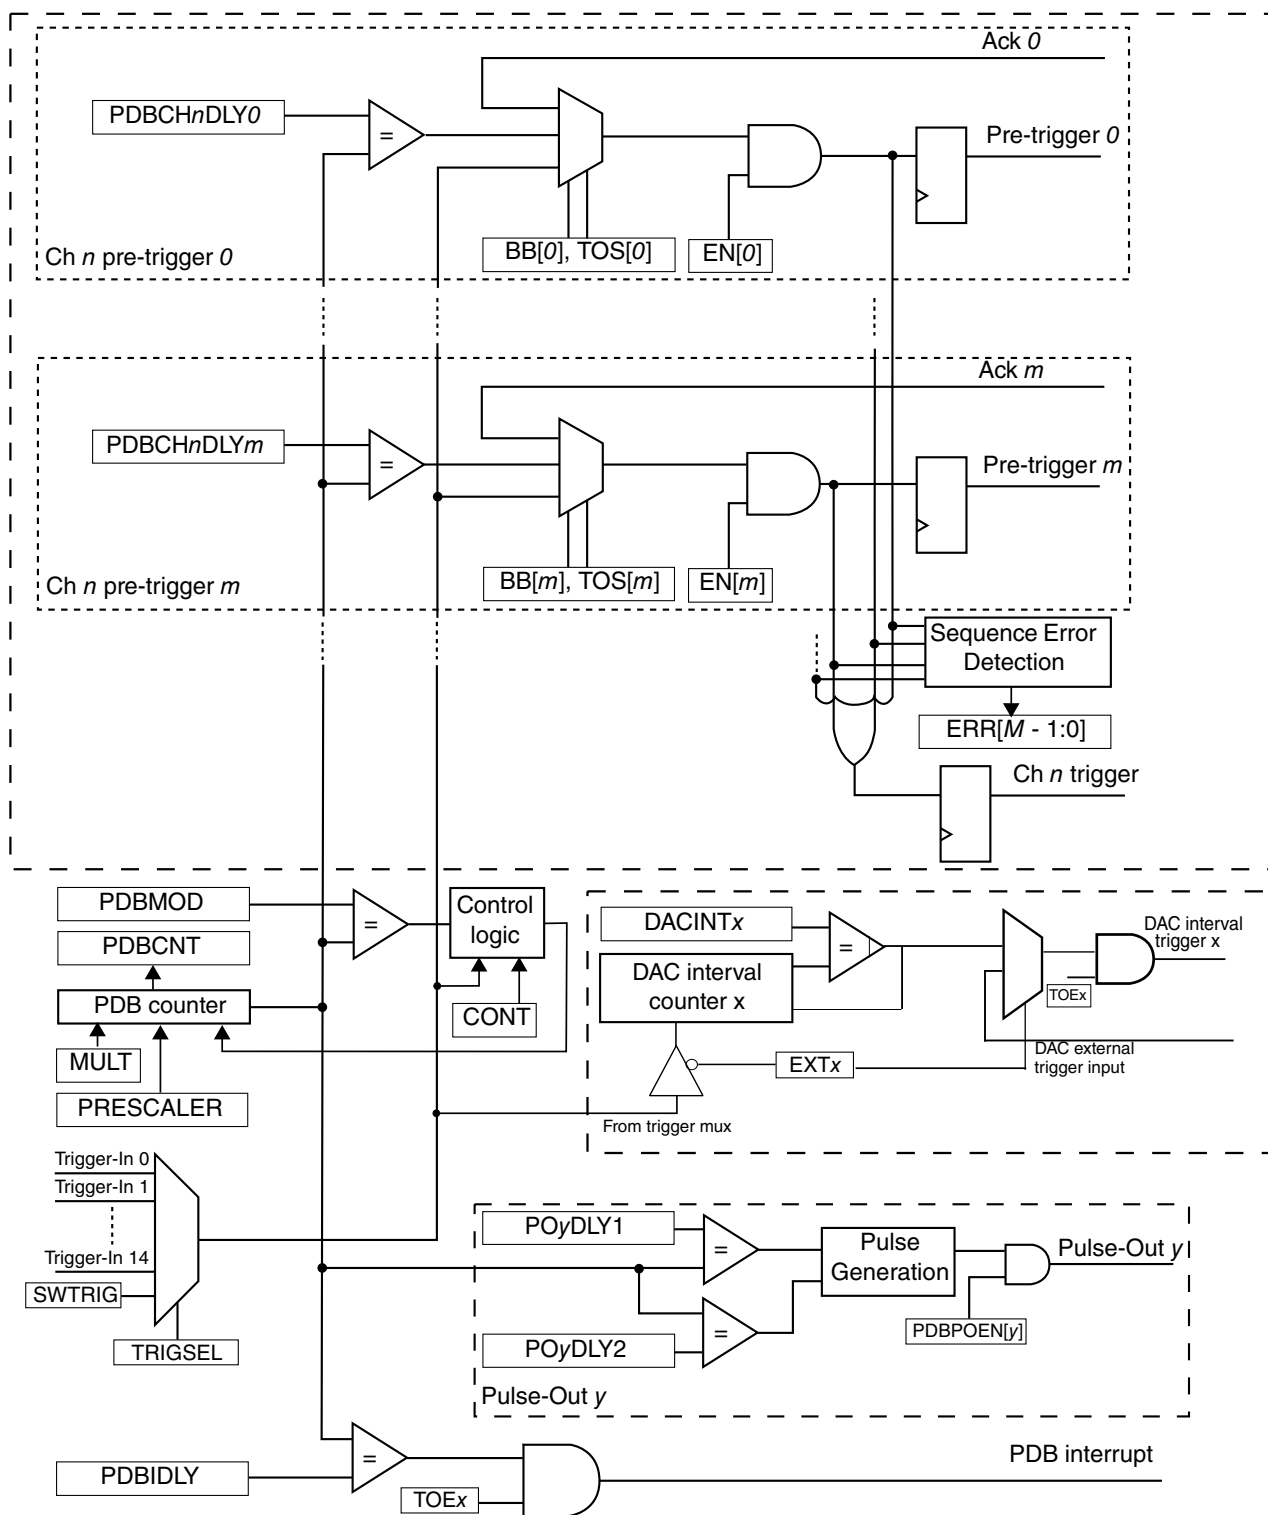 Ack 0
PDBCHnDLY0
=
Pre-trigger 0
BB[0], TOS[0]
EN[0]
Ch n pre-trigger 0
Ack m
PDBCHnDLYm
=
Pre-trigger m
BB[m], TOS[m]
EN[m]
Ch n pre-trigger m
Sequence Error
Detection
ERR[M - 1:0]
Ch n trigger
PDBMOD
=
Control
logic
PDBCNT
PDB counter
CONT
MULT
PRESCALER
DACINTx
=
DAC interval
counter x
DAC interval
trigger x
TOEx
EXTx
DAC external
trigger input
From trigger mux
Trigger-In 0
Trigger-In 1
Trigger-In 14
SWTRIG
TRIGSEL
POyDLY1
=
Pulse
Generation
Pulse-Out y
=
POyDLY2
PDBPOEN[y]
Pulse-Out y
PDBIDLY
=
TOEx
PDB interrupt